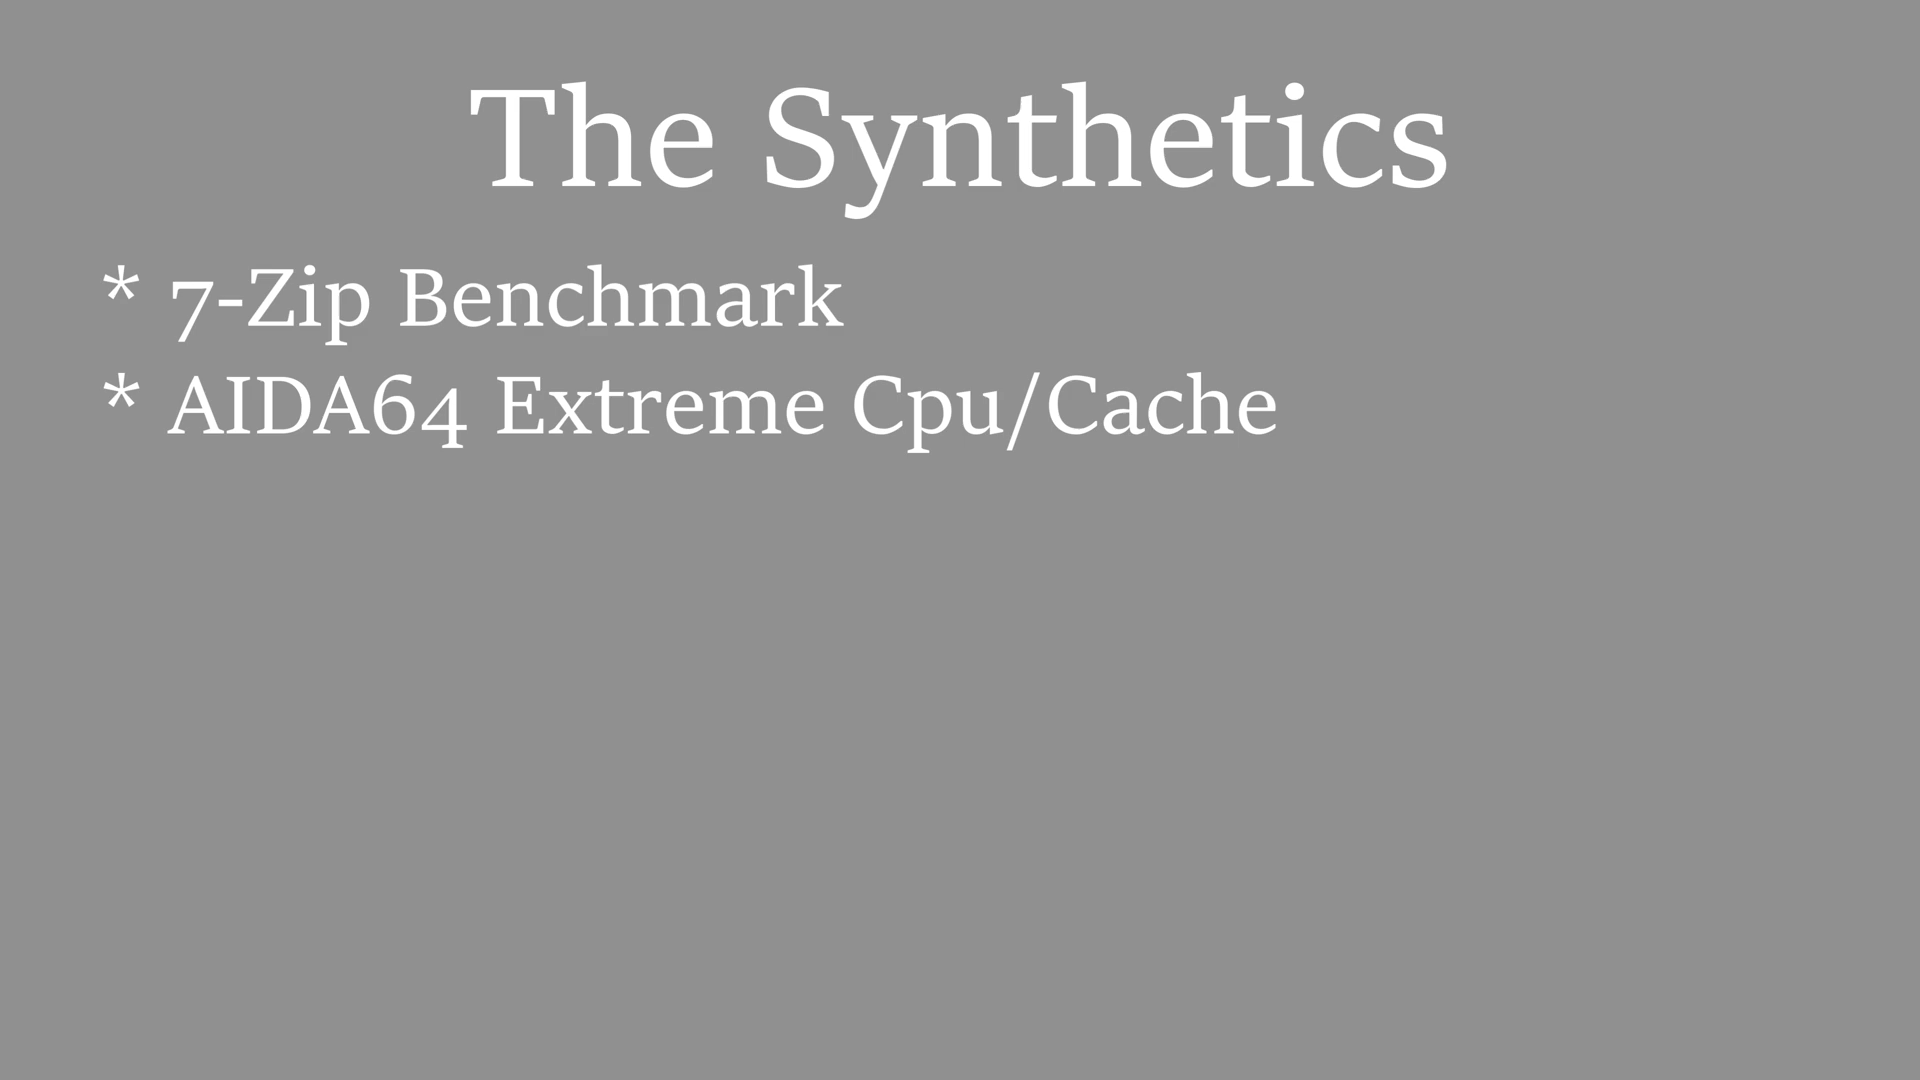 The Synthetics
* 7-Zip Benchmark
* AIDA64 Extreme Cpu/Cache